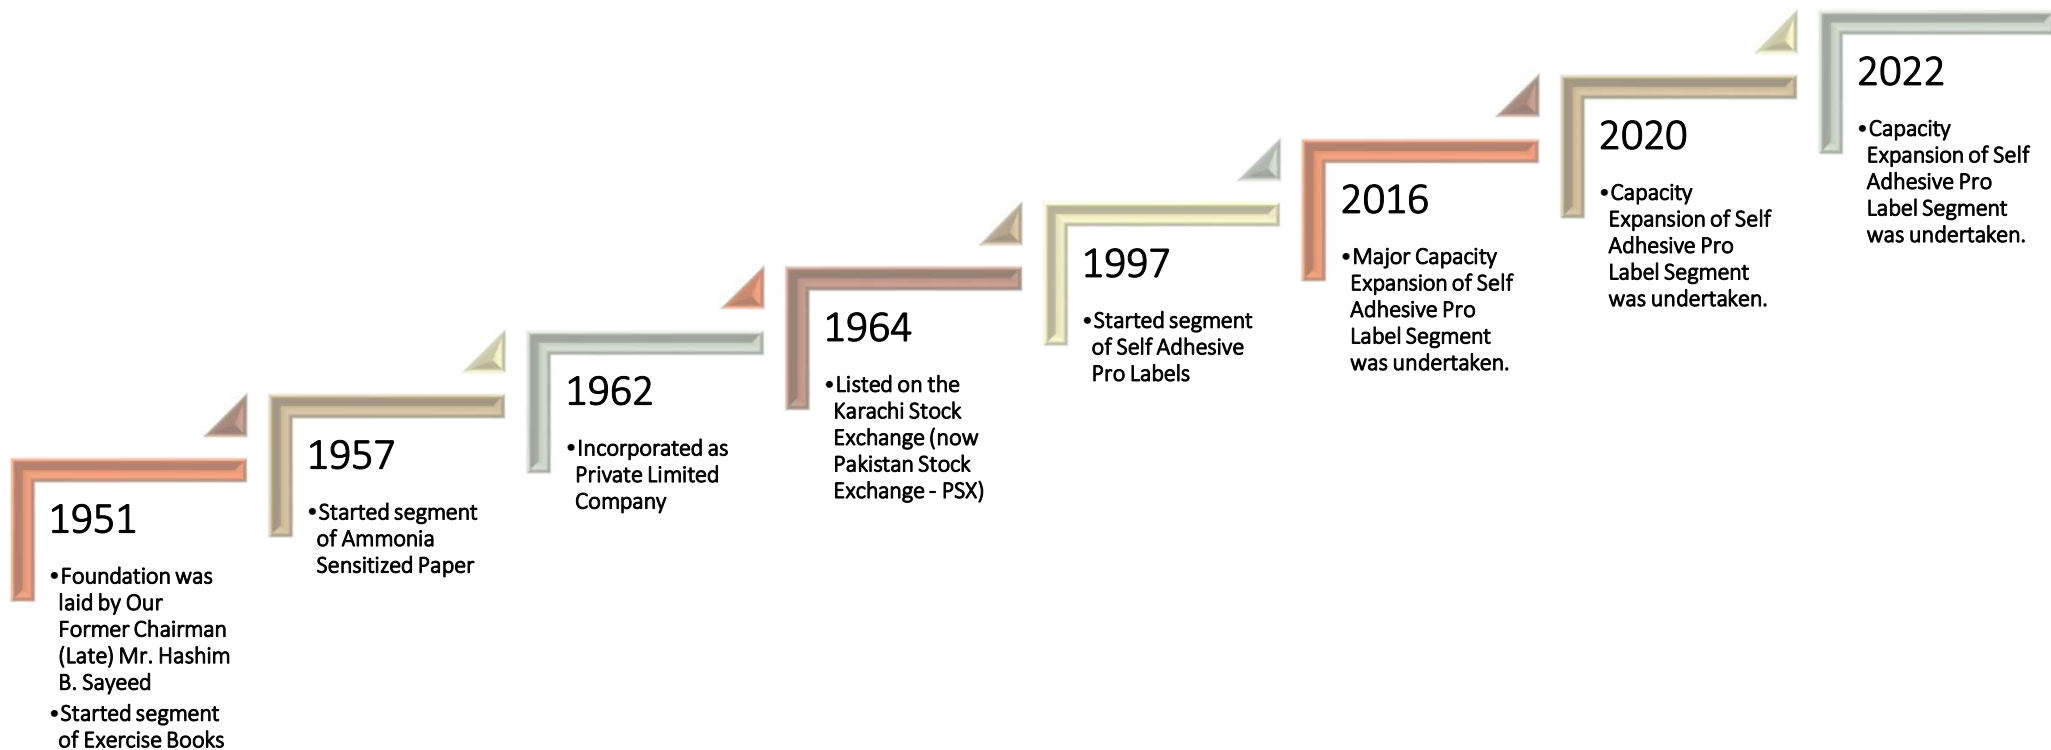 1951
•Foundation was
laid by Our
Former Chairman
(Late) Mr. Hashim
B. Sayeed
•Started segment
of Exercise Books
1957
•Started segment
of Ammonia
Sensitized Paper
1962
•Incorporated as
Private Limited
Company
1964
•Listed on the
Karachi Stock
Exchange (now
Pakistan Stock
Exchange - PSX)
1997
•Started segment
of Self Adhesive
Pro Labels
2016
•Major Capacity
Expansion of Self
Adhesive Pro
Label Segment
was undertaken.
2020
•Capacity
Expansion of Self
Adhesive Pro
Label Segment
was undertaken.
2022
•Capacity
Expansion of Self
Adhesive Pro
Label Segment
was undertaken.